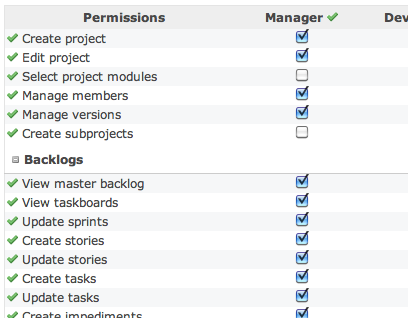 Permissions Manager Dev
Create project
Edit project
Select project modules
Manage members
Manage versions
Create subprojects
Backlogs
View master backlog
View taskboards
Update sprints
Create stories
Update stories
Create tasks
Update tasks
Create impediments